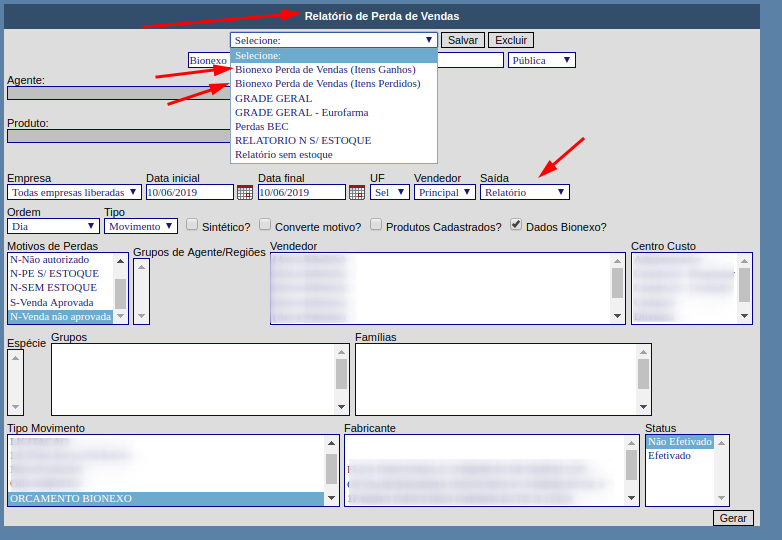 Relatório de Perda de Vendas
Selecione: Salvar Excluir
Selecione:
Bionexo Pública
Bionexo Perda de Vendas (Itens Ganhos)
Agente: Bionexo Perda de Vendas (Itens Perdidos)
GRADE GERAL
GRADE GERAL - Eurofarma
Produto: Perdas BEC
RELATORIO N S/ ESTOQUE
Relatório sem estoque
Empresa Data inicial Data final UF Vendedor Saída
Todas empresas liberadas 10/06/2019 10/06/2019 Sel Principal Relatório
Ordem Tipo
Dia Movimento Sintético? Converte motivo? Produtos Cadastrados? Dados Bionexo?
Motivos de Perdas Grupos de Agente/Regiões Vendedor Centro Custo
N-Não autorizado
N-PE S/ ESTOQUE
N-SEM ESTOQUE
S-Venda Aprovada
N-Venda não aprovada
Espécie Grupos Famílias
Tipo Movimento Fabricante Status
Não Efetivado
Efetivado
ORCAMENTO BIONEXO
Gerar